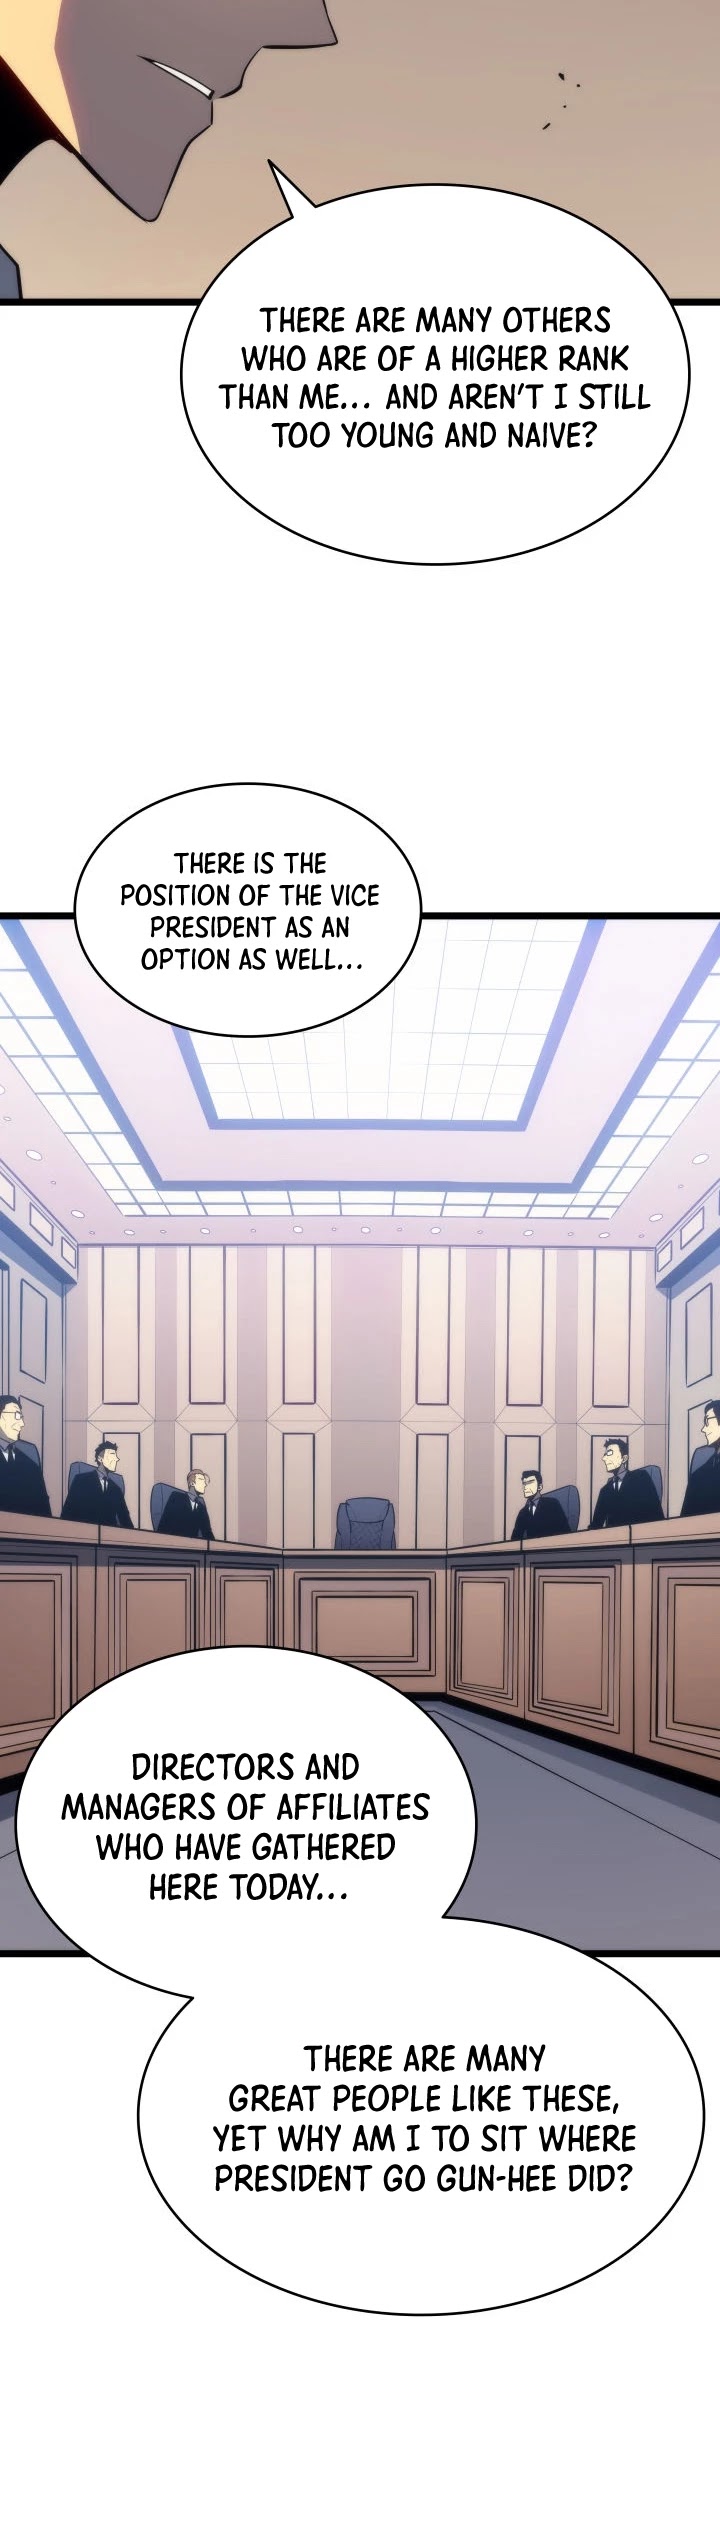 THERE ARE MANY OTHERS
WHO ARE OF A HIGHER RANK
THAN ME... AND AREN'T I STILL
TOO YOUNG AND NAIVE?
THERE IS THE
POSITION OF THE VICE
PRESIDENT AS AN
OPTION AS WELL...
DIRECTORS AND
MANAGERS OF AFFILIATES
WHO HAVE GATHERED
HERE TODAY...
THERE ARE MANY
GREAT PEOPLE LIKE THESE,
YET WHY AM I TO SIT WHERE
PRESIDENT GO GUN-HEE DID?